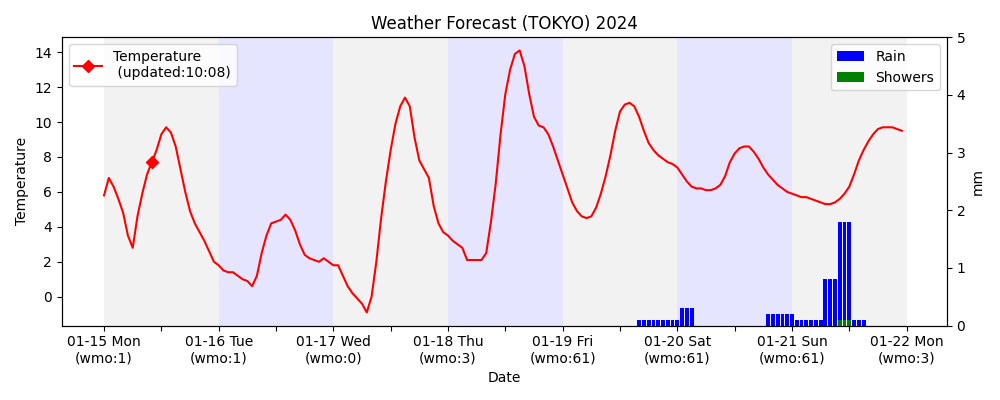 Weather Forecast (TOKYO) 2024
Temperature
(updated:10:08)
Rain
Showers
14
12
10
8
6
4
2
0
Temperature
5
4
3
2
1
0
mm
01-15 Mon
(wmo:1)
01-16 Tue
(wmo:1)
01-17 Wed
(wmo:0)
01-18 Thu
(wmo:3)
01-19 Fri
(wmo:61)
01-20 Sat
(wmo:61)
01-21 Sun
(wmo:61)
01-22 Mon
(wmo:3)
Date